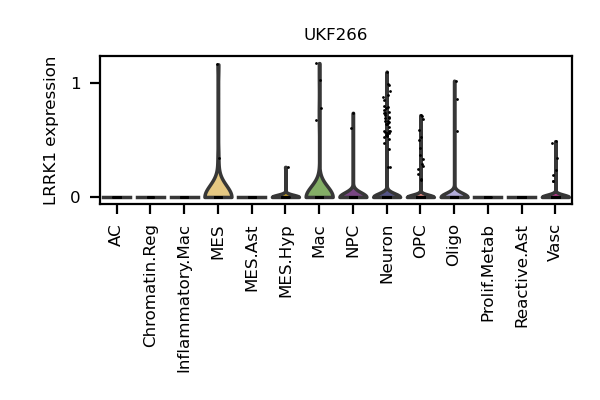 UKF266
LRRK1 expression
1
0
AC
Chromatin.Reg
Inflammatory.Mac
MES
MES.Ast
MES.Hyp
Mac
NPC
Neuron
OPC
Oligo
Prolif.Metab
Reactive.Ast
Vasc